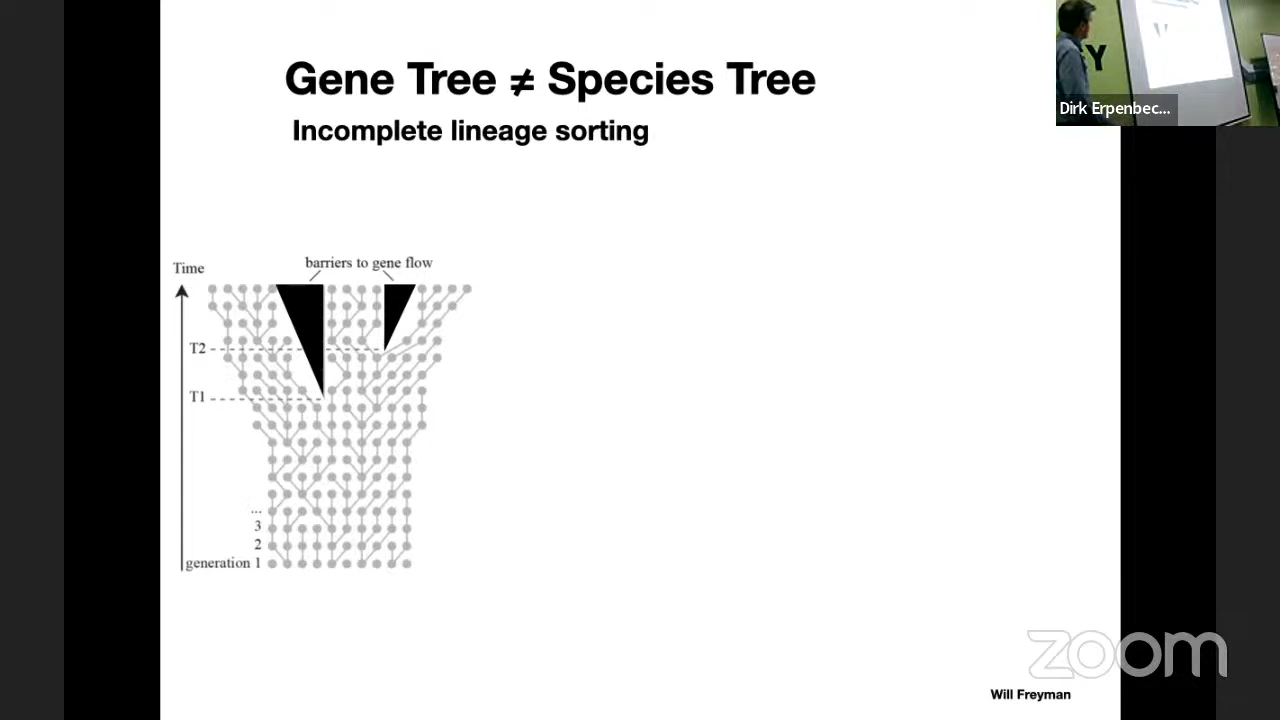 Gene Tree ≠ Species Tree
Incomplete lineage sorting
Y
Dirk Erpenbec...
barriers to gene flow
Time
T2
T1
...
3
2
generation 1
zoom
Will Freyman